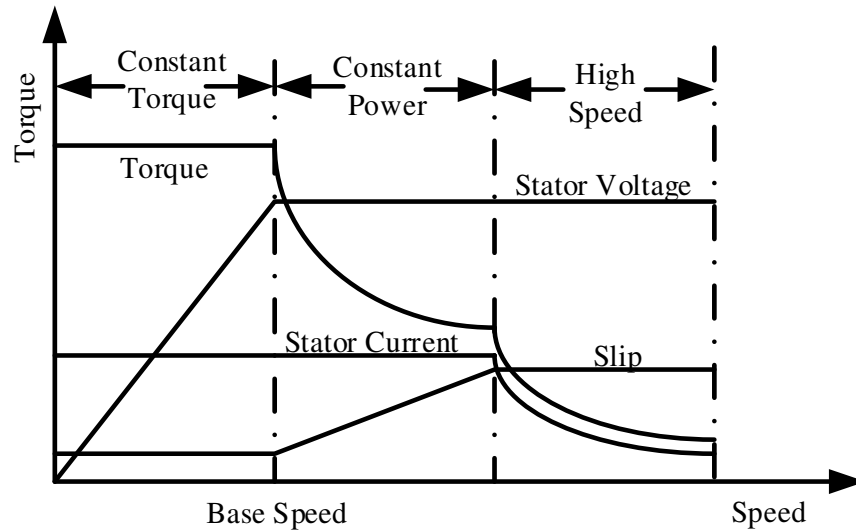 Constant
Torque
Constant
Power
High
Speed
Torque
Torque
Stator Voltage
Stator Current
Slip
Base Speed
Speed